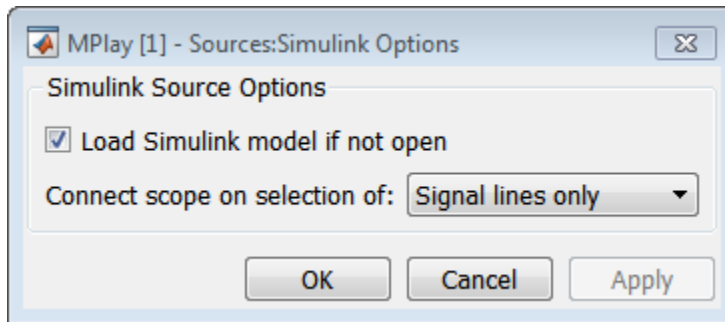 MPlay [1] - Sources:Simulink Options
Simulink Source Options
Load Simulink model if not open
Connect scope on selection of: Signal lines only
OK Cancel Apply